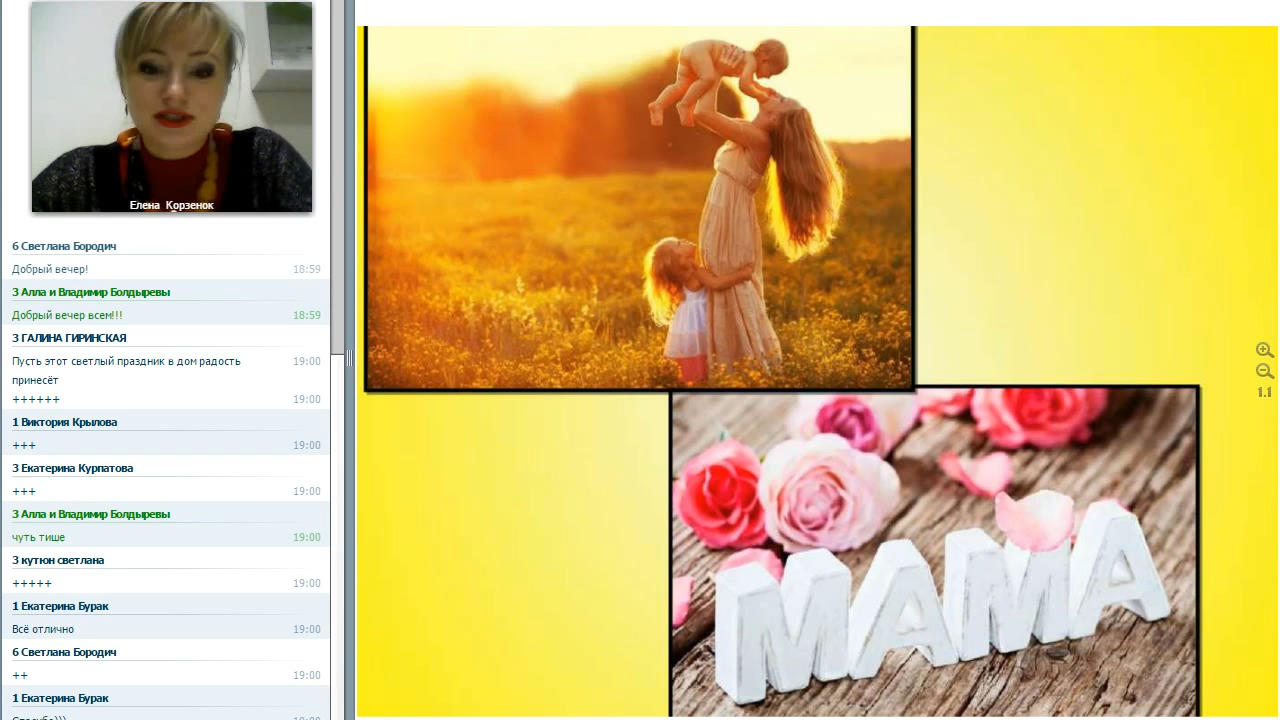 Елена Корзенок
6 Светлана Бородич
Добрый вечер!
18:59
3 Алла и Владимир Болдыревы
Добрый вечер всем!!!
18:59
3 ГАЛИНА ГИРИНСКАЯ
Пусть этот светлый праздник в дом радость
19:00
принесёт
++++++
19:00
1 Виктория Крылова
+++
19:00
3 Екатерина Курпатова
+++
19:00
3 Алла и Владимир Болдыревы
чуть тише
19:00
3 кутюн светлана
+++++
19:00
1 Екатерина Бурак
Всё отлично
19:00
6 Светлана Бородич
++
19:00
1 Екатерина Бурак
МАМА
1.1